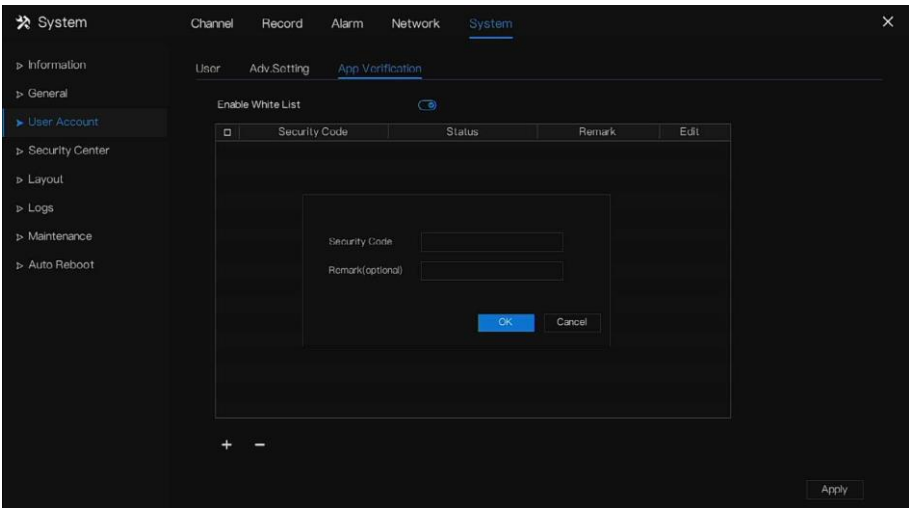 System Channel Record Alarm Network System
Information
General
User Account
Security Center
Layout
Logs
Maintenance
Auto Reboot
User Adv.Setting App Verification
Enable White List
Security Code Status Remark Edit
Security Code
Remark(optional)
OK Cancel
Apply